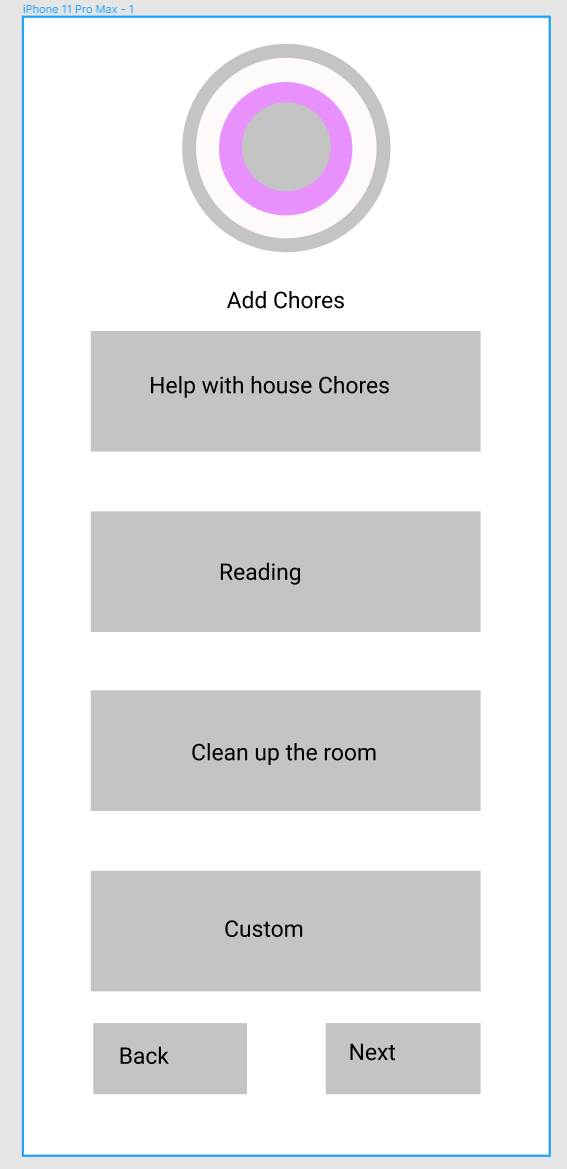 iPhone 11 Pro Max - 1
Add Chores
Help with house Chores
Reading
Clean up the room
Custom
Back
Next